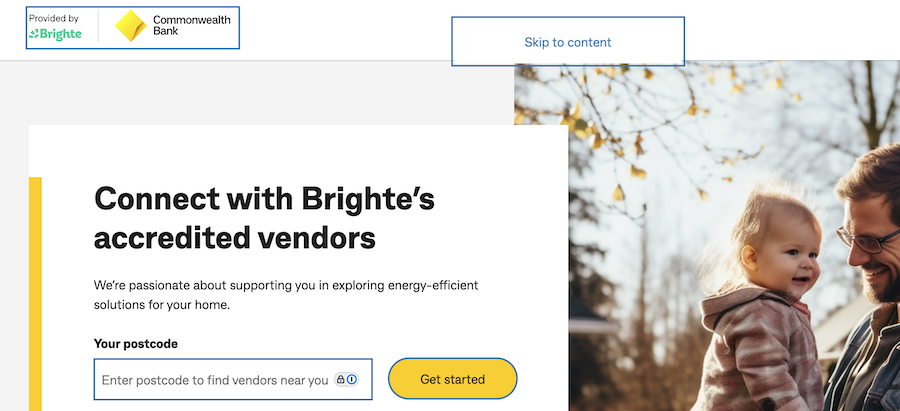 Provided by
Brighte
Commonwealth
Bank
Skip to content
Connect with Brighte's
accredited vendors
We're passionate about supporting you in exploring energy-efficient
solutions for your home.
Your postcode
Enter postcode to find vendors near you
Get started